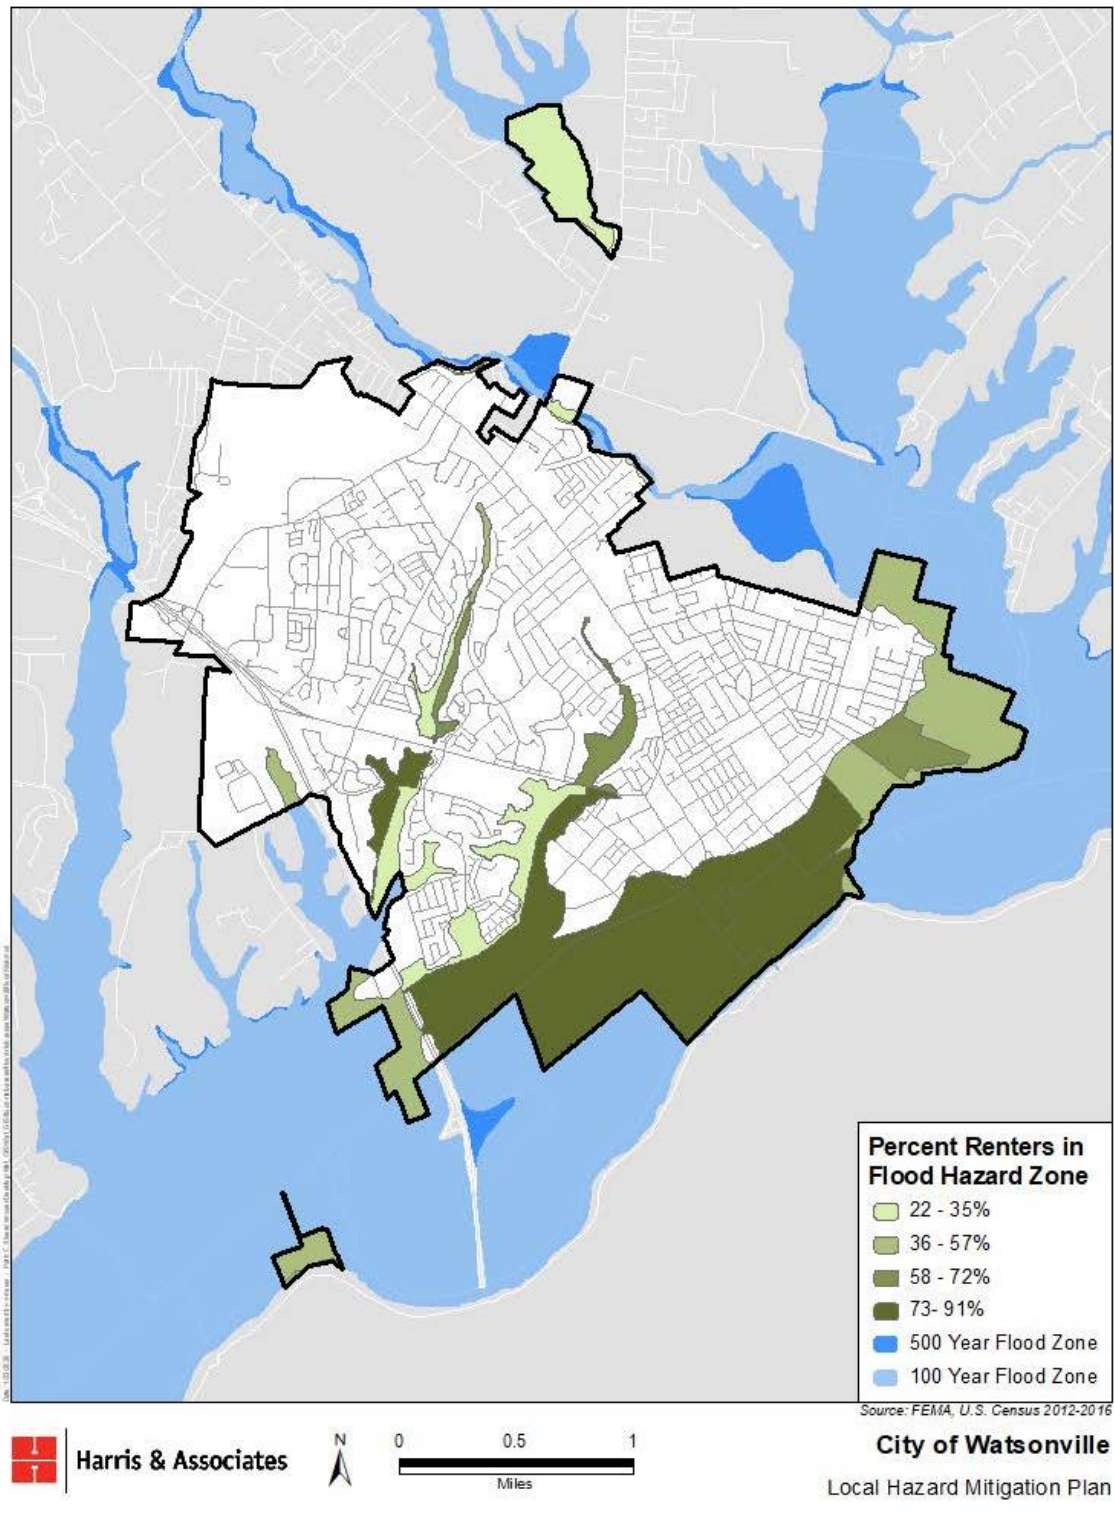 Percent Renters in
Flood Hazard Zone
22 - 35%
36 - 57%
58 - 72%
73- 91%
500 Year Flood Zone
100 Year Flood Zone
Source: FEMA, U.S. Census 2012-2016
Harris & Associates
N
0 0.5 1
Miles
City of Watsonville
Local Hazard Mitigation Plan